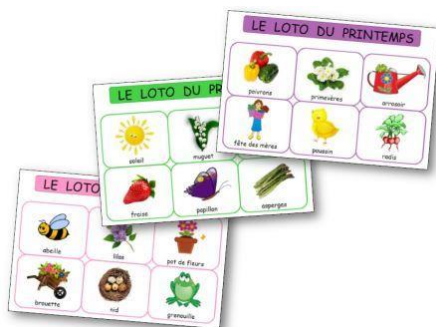 LE LOTO DU PRINTEMPS
poivrons primevères arrosoir
fête des mères poussin radis
LE LOTO DU PR
soleil muguet
fraise papillon asperges
LE LOTO
abeille lilas pot de fleurs
brouette nid grenouille